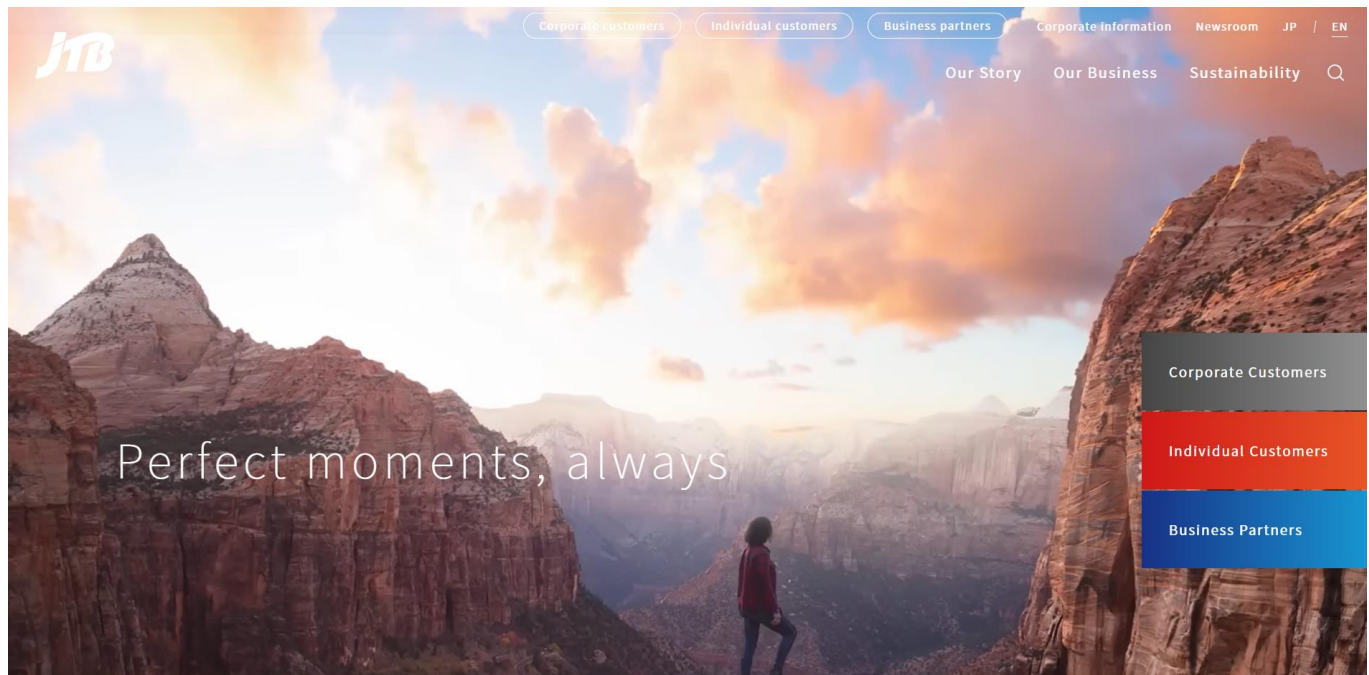 JTB
Corporate customers
Individual customers
Business partners
Corporate information
Newsroom
JP / EN
Our Story
Our Business
Sustainability
Corporate Customers
Perfect moments, always
Individual Customers
Business Partners